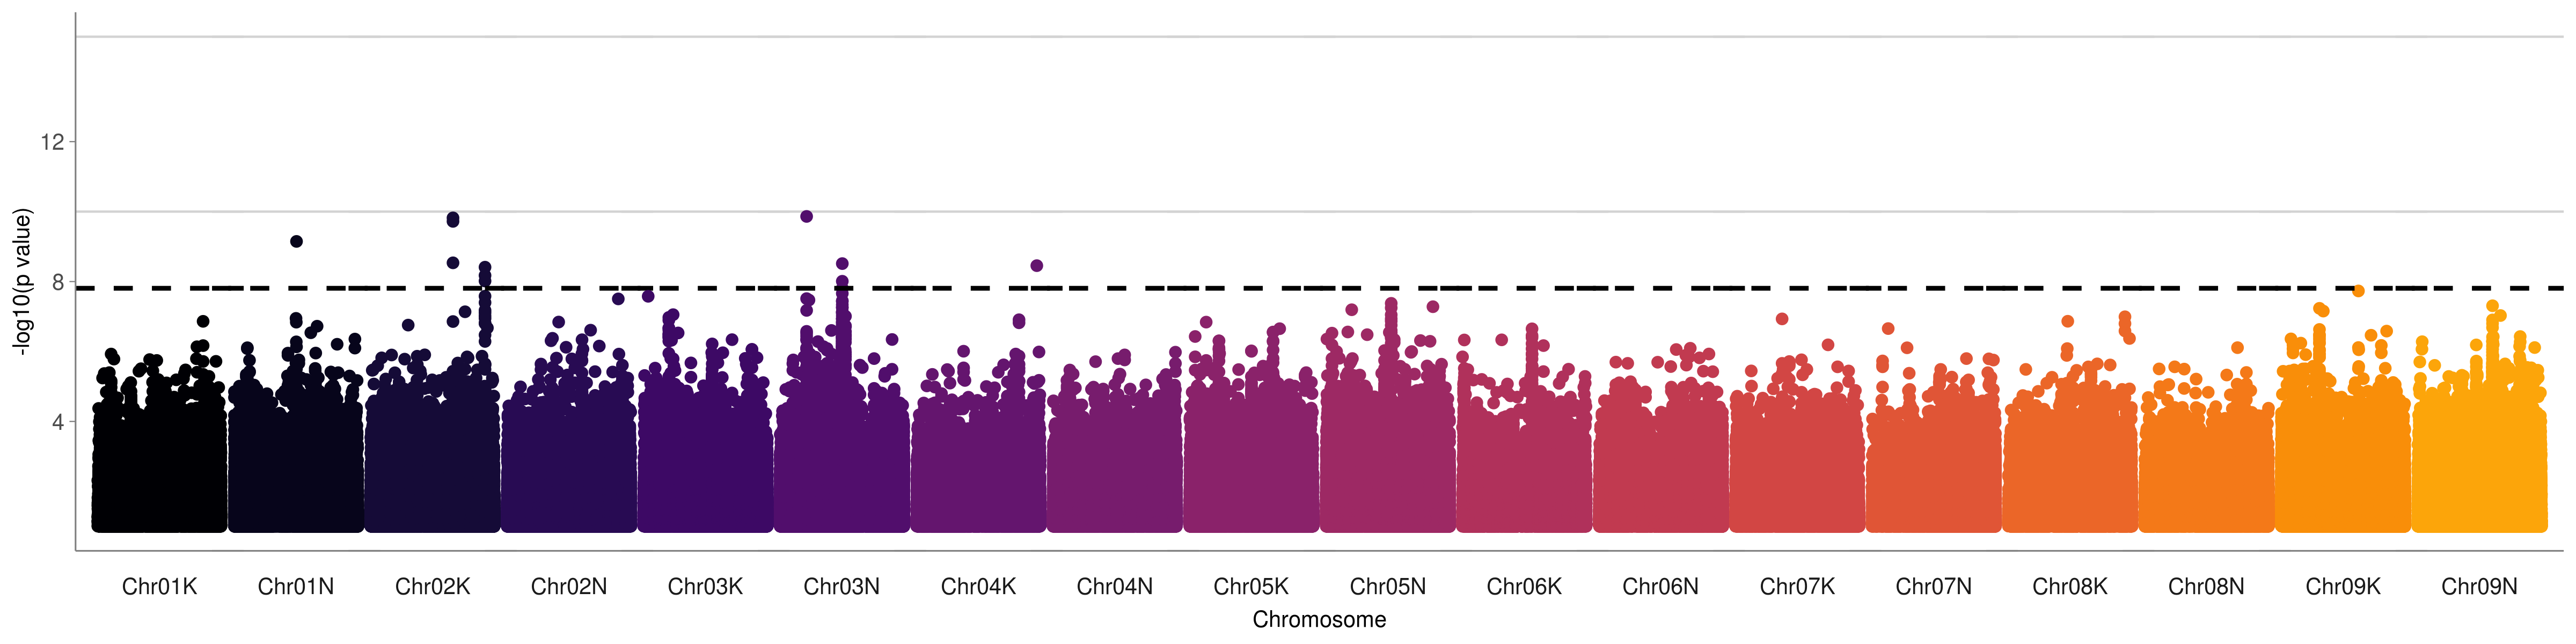 -log10(p value)
12
8
4
Chr01K Chr01N Chr02K Chr02N Chr03K Chr03N Chr04K Chr04N Chr05K Chr05N Chr06K Chr06N Chr07K Chr07N Chr08K Chr08N Chr09K Chr09N
Chromosome